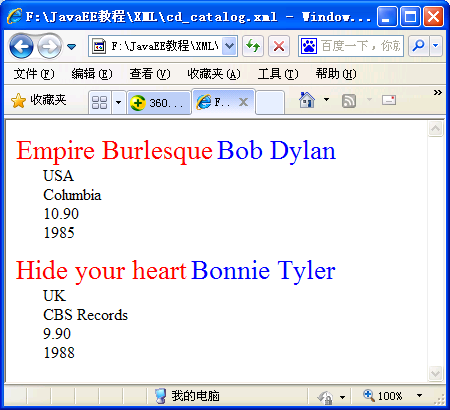 F:\JavaEE教程\XML\cd_catalog.xml - Window...
F:\JavaEE教程\XML\
百度一下，你
文件(F) 编辑(E) 查看(V) 收藏夹(A) 工具(T) 帮助(H)
收藏夹 360... F.. »
Empire Burlesque Bob Dylan
USA
Columbia
10.90
1985
Hide your heart Bonnie Tyler
UK
CBS Records
9.90
1988
我的电脑 100%